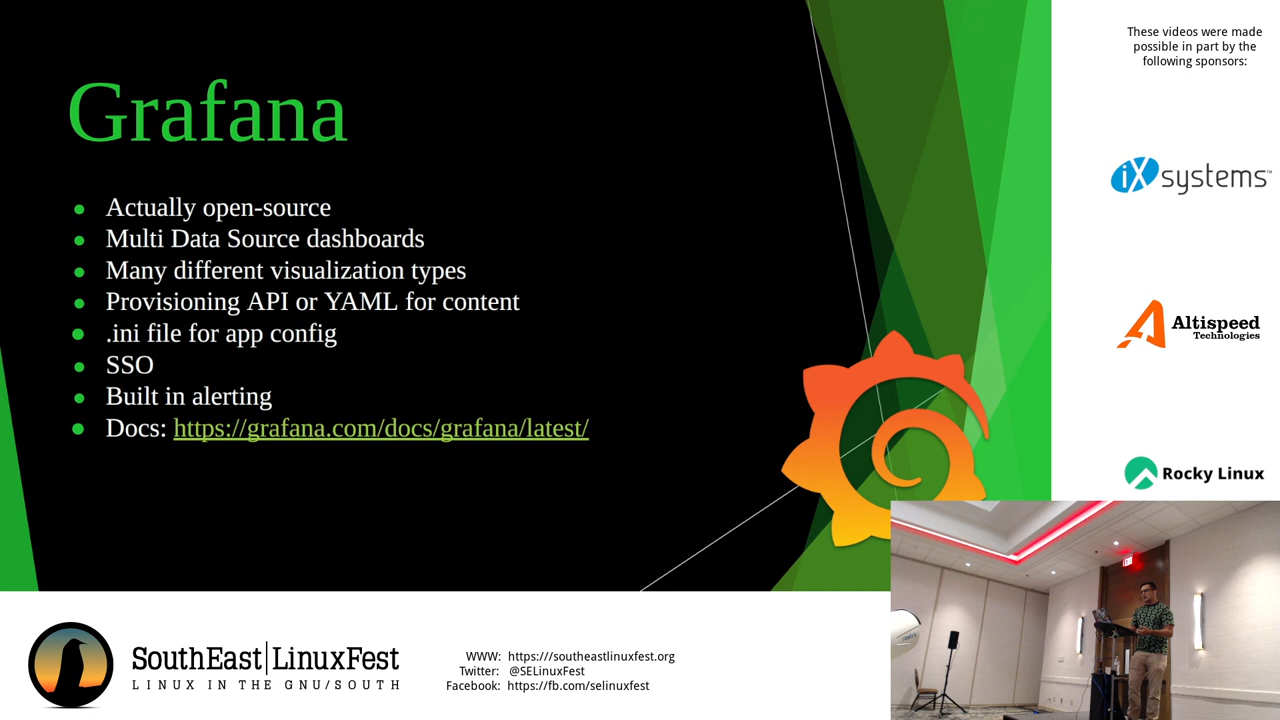 Grafana
Actually open-source
Multi Data Source dashboards
Many different visualization types
Provisioning API or YAML for content
.ini file for app config
SSO
Built in alerting
Docs: https://grafana.com/docs/grafana/latest/
These videos were made
possible in part by the
following sponsors:
iXsystems™
Altispeed
Technologies
Rocky Linux
EXIT
SouthEast LinuxFest
LINUX IN THE GNU/SOUTH
WWW: https:///southeastlinuxfest.org
Twitter: @SELinuxFest
Facebook: https://fb.com/selinuxfest